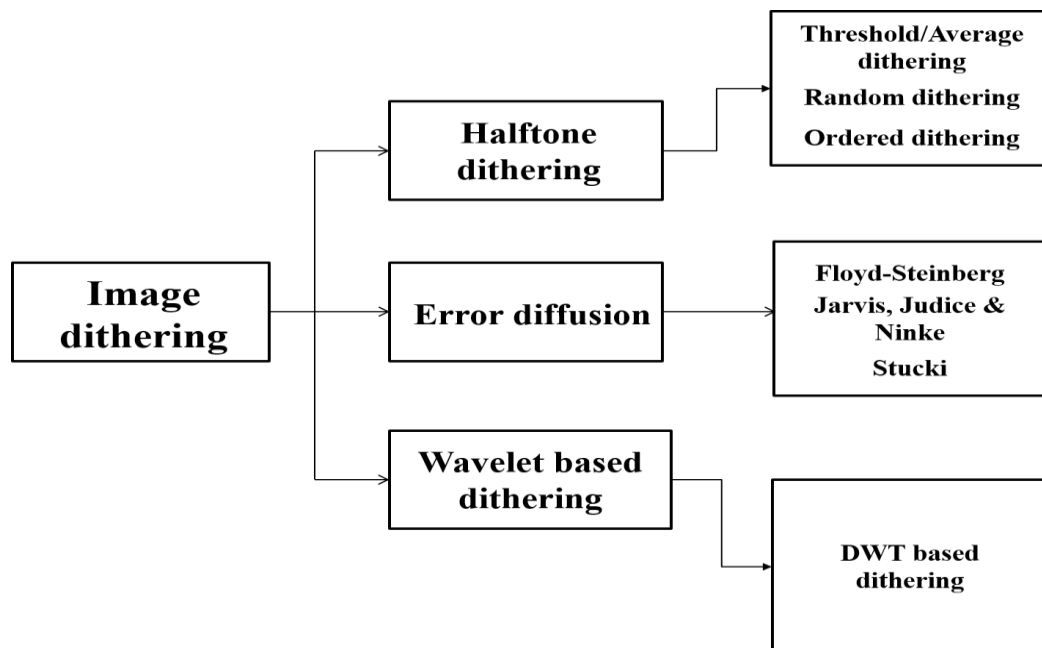 Image
dithering
Halftone
dithering
Threshold/Average
dithering
Random dithering
Ordered dithering
Error diffusion
Floyd-Steinberg
Jarvis, Judice &
Ninke
Stucki
Wavelet based
dithering
DWT based
dithering